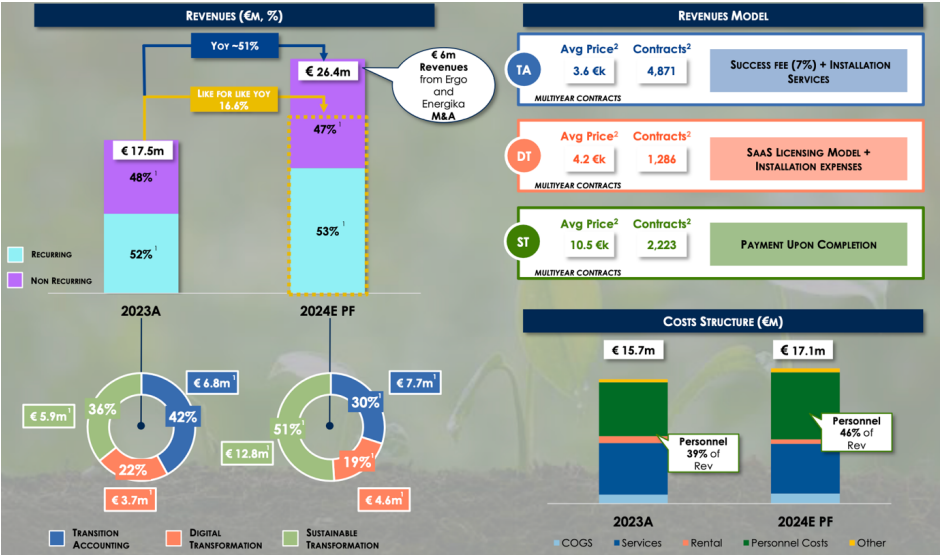 REVENUES (€M, %)
YOY ~51%
€ 6m
Revenues
from Ergo
and
Energika
M&A
€ 26.4m
LIKE FOR LIKE YOY
16.6%
47% 1
€ 17.5m
48% 1
53% 1
52% 1
RECURRING
NON RECURRING
2023A
2024E PF
€ 6.8m1
36%
42%
€ 5.9m1
22%
€ 3.7m1
€ 7.7m1
30%1
51%1
€ 12.8m1
19%1
€ 4.6m1
TRANSITION
ACCOUNTING
DIGITAL
TRANSFORMATION
SUSTAINABLE
TRANSFORMATION
REVENUES MODEL
TA
Avg Price2
Contracts2
3.6 €k
4,871
SUCCESS FEE (7%) + INSTALLATION
SERVICES
MULTIYEAR CONTRACTS
DT
Avg Price2
Contracts2
4.2 €k
1,286
SAAS LICENSING MODEL +
INSTALLATION EXPENSES
MULTIYEAR CONTRACTS
ST
Avg Price2
Contracts2
10.5 €k
2,223
PAYMENT UPON COMPLETION
MULTIYEAR CONTRACTS
COSTS STRUCTURE (€M)
€ 15.7m
€ 17.1m
Personnel
39% of
Rev
Personnel
46% of
Rev
2023A
2024E PF
COGS
Services
Rental
Personnel Costs
Other